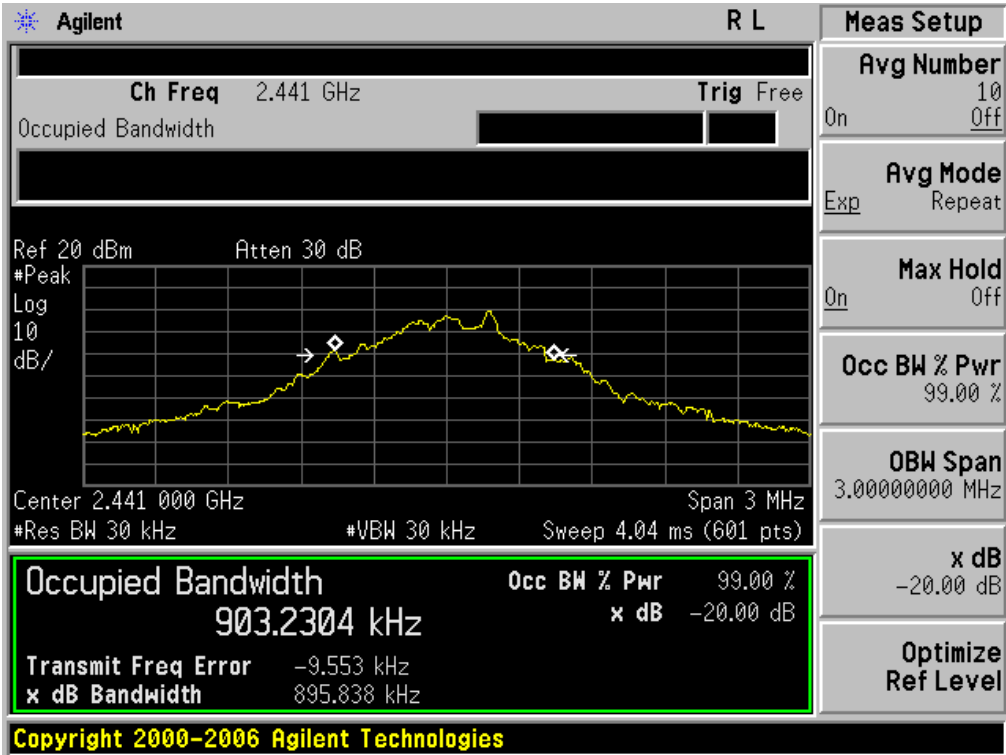 Agilent R L Meas Setup
Ch Freq 2.441 GHz Trig Free
Occupied Bandwidth
Ref 20 dBm Atten 30 dB
#Peak
Log
10
dB/
Center 2.441 000 GHz Span 3 MHz
#Res BW 30 kHz #VBW 30 kHz Sweep 4.04 ms (601 pts)
Occupied Bandwidth Occ BW % Pwr 99.00 %
903.2304 kHz x dB -20.00 dB
Transmit Freq Error -9.553 kHz
x dB Bandwidth 895.838 kHz
Copyright 2000-2006 Agilent Technologies
Avg Number
10
On Off
Avg Mode
Exp Repeat
Max Hold
On Off
Occ BW % Pwr
99.00 %
OBW Span
3.00000000 MHz
x dB
-20.00 dB
Optimize
Ref Level